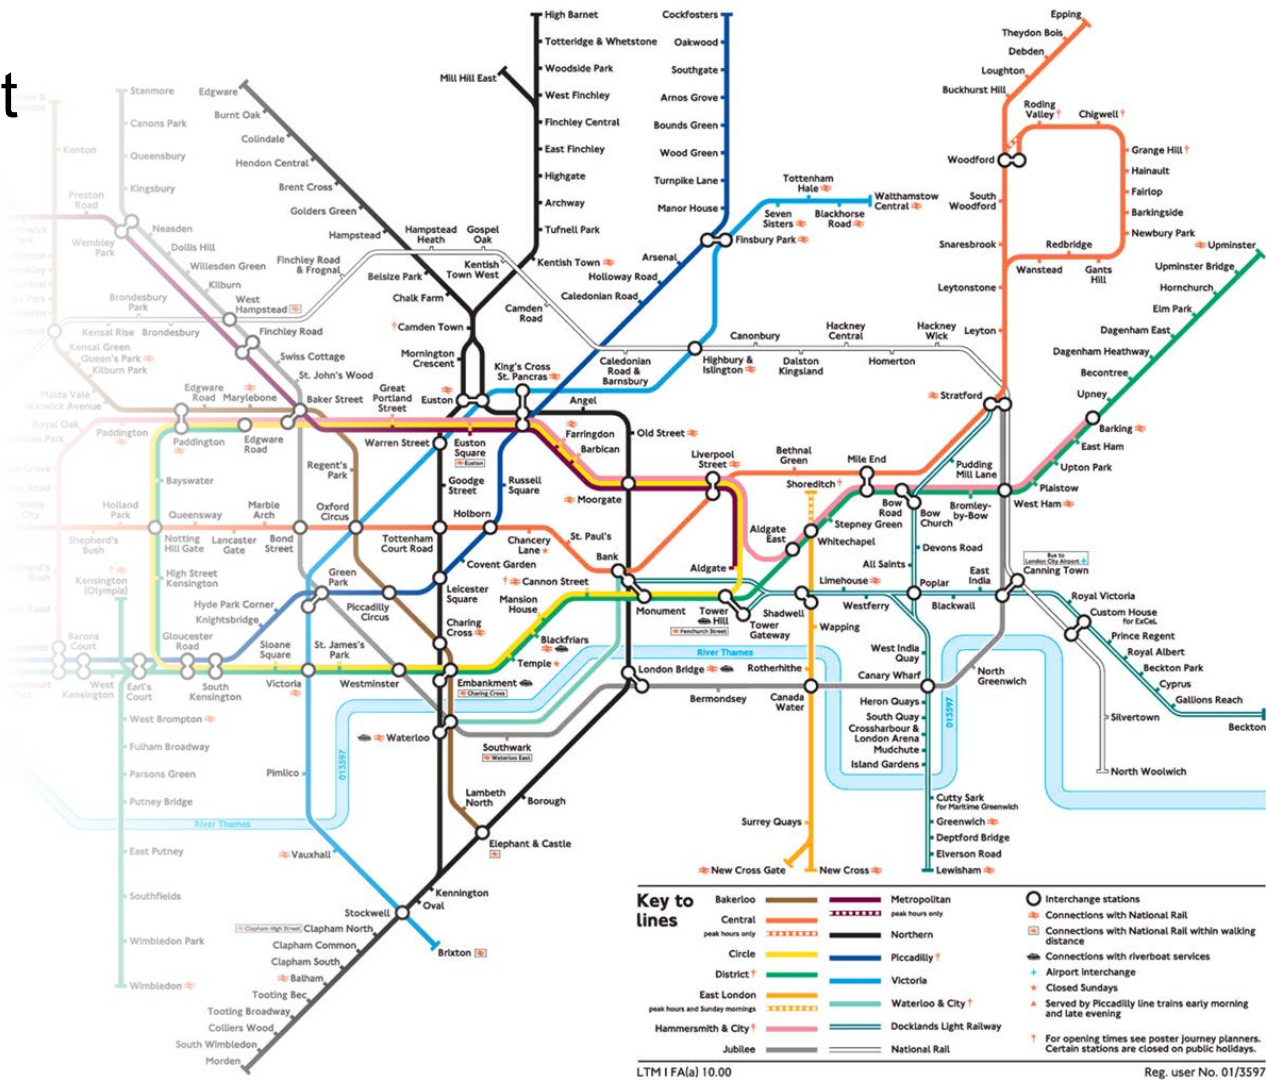 t
High Barnet
Totteridge & Whetstone
Woodside Park
Mill Hill East
West Finchley
Finchley Central
East Finchley
Highgate
Archway
Tufnell Park
Kentish Town
Cockfosters
Oakwood
Southgate
Arnos Grove
Bounds Green
Wood Green
Turnpike Lane
Manor House
Finsbury Park
Arsenal
Holloway Road
Caledonian Road
Epping
Theydon Bois
Debden
Loughton
Buckhurst Hill
Roding
Valley †
Chigwell †
Woodford
Grange Hill †
Hainault
Fairlop
Barkingside
Newbury Park
South
Woodford
Snaresbrook
Redbridge
Wanstead
Gants
Hill
Leytonstone
Leyton
Stratford
Tottenham
Hale
Seven
Sisters
Blackhorse
Road
Walthamstow
Central
Upminster
Upminster Bridge
Hornchurch
Elm Park
Dagenham East
Dagenham Heathway
Becontree
Upney
Barking
East Ham
Upton Park
Plaistow
West Ham
Stanmore
Canons Park
Queensbury
Kingsbury
Kenton
Preston
Road
Wembley
Park
Neasden
Dollis Hill
Willesden Green
Kilburn
West
Hampstead
Finchley Road
Swiss Cottage
St. John's Wood
Edgware
Burnt Oak
Colindale
Hendon Central
Brent Cross
Golders Green
Hampstead
Belsize Park
Chalk Farm
† Camden Town
Mornington
Crescent
Euston
Hampstead
Heath
Gospel
Oak
Finchley Road
& Frognal
Kentish
Town West
Camden
Road
Brondesbury
Park
Kensal Rise
Brondesbury
Kensal Green
Queen's Park
Kilburn Park
Maida Vale
Warwick Avenue
Caledonian
Road &
Barnsbury
Highbury &
Islington
Canonbury
Dalston
Kingsland
Hackney
Central
Homerton
Hackney
Wick
King's Cross
St. Pancras
Angel
Old Street
Farringdon
Barbican
Moorgate
Liverpool
Street
Bethnal
Green
Mile End
Shoreditch †
Stepney Green
Whitechapel
Aldgate
East
Aldgate
Bow
Road
Bow
Church
Pudding
Mill Lane
Bromley-
by-Bow
Devons Road
All Saints
Edgware
Road
Marylebone
Baker Street
Great
Portland
Street
Warren Street
Euston
Square
Euston
Royal Oak
Paddington
Paddington
Edgware
Road
Regent's
Park
Goodge
Street
Russell
Square
Bayswater
Holland
Park
Queensway
Marble
Arch
Oxford
Circus
Holborn
Shepherd's
Bush
Notting
Hill Gate
Lancaster
Gate
Bond
Street
Tottenham
Court Road
Chancery
Lane
St. Paul's
Bank
Covent Garden
Kensington
(Olympia)
High Street
Kensington
Green
Park
Piccadilly
Circus
Leicester
Square
Hyde Park Corner
Knightsbridge
† Cannon Street
Mansion
House
Monument
Tower
Hill
Fenchurch Street
Tower
Gateway
Shadwell
Limehouse
Westferry
Poplar
Blackwall
East
India
Bus to
London City Airport
Canning Town
Royal Victoria
Custom House
for ExCeL
Prince Regent
Royal Albert
Beckton Park
Cyprus
Gallions Reach
Beckton
Barons
Court
Gloucester
Road
West
Kensington
Earl's
Court
South
Kensington
Sloane
Square
Victoria
St. James's
Park
Westminster
Charing
Cross
Embankment
Charing Cross
Blackfriars
Temple
River Thames
London Bridge
Bermondsey
Wapping
Rotherhithe
Canada
Water
West India
Quay
Canary Wharf
North
Greenwich
Heron Quays
South Quay
Crossharbour &
London Arena
Mudchute
Island Gardens
013597
Silvertown
North Woolwich
Cutty Sark
for Maritime Greenwich
Greenwich
Deptford Bridge
Elverson Road
Lewisham
Surrey Quays
New Cross Gate
New Cross
West Brompton
Fulham Broadway
Parsons Green
Putney Bridge
River Thames
East Putney
Southfields
Wimbledon Park
Wimbledon
Waterloo
Southwark
Waterloo East
013597
Pimlico
Lambeth
North
Borough
Elephant & Castle
Vauxhall
Kennington
Oval
Stockwell
Clapham High Street
Clapham North
Brixton
Clapham Common
Clapham South
Balham
Tooting Bec
Tooting Broadway
Colliers Wood
South Wimbledon
Morden
Key to
lines
Bakerloo
Central
peak hours only
Circle
District †
East London
peak hours and Sunday mornings
Hammersmith & City †
Jubilee
Metropolitan
peak hours only
Northern
Piccadilly †
Victoria
Waterloo & City †
Docklands Light Railway
National Rail
Interchange stations
Connections with National Rail
Connections with National Rail within walking
distance
Connections with riverboat services
Airport interchange
Closed Sundays
Served by Piccadilly line trains early morning
and late evening
† For opening times see poster journey planners.
Certain stations are closed on public holidays.
LTM I FA(a) 10.00
Reg. user No. 01/3597